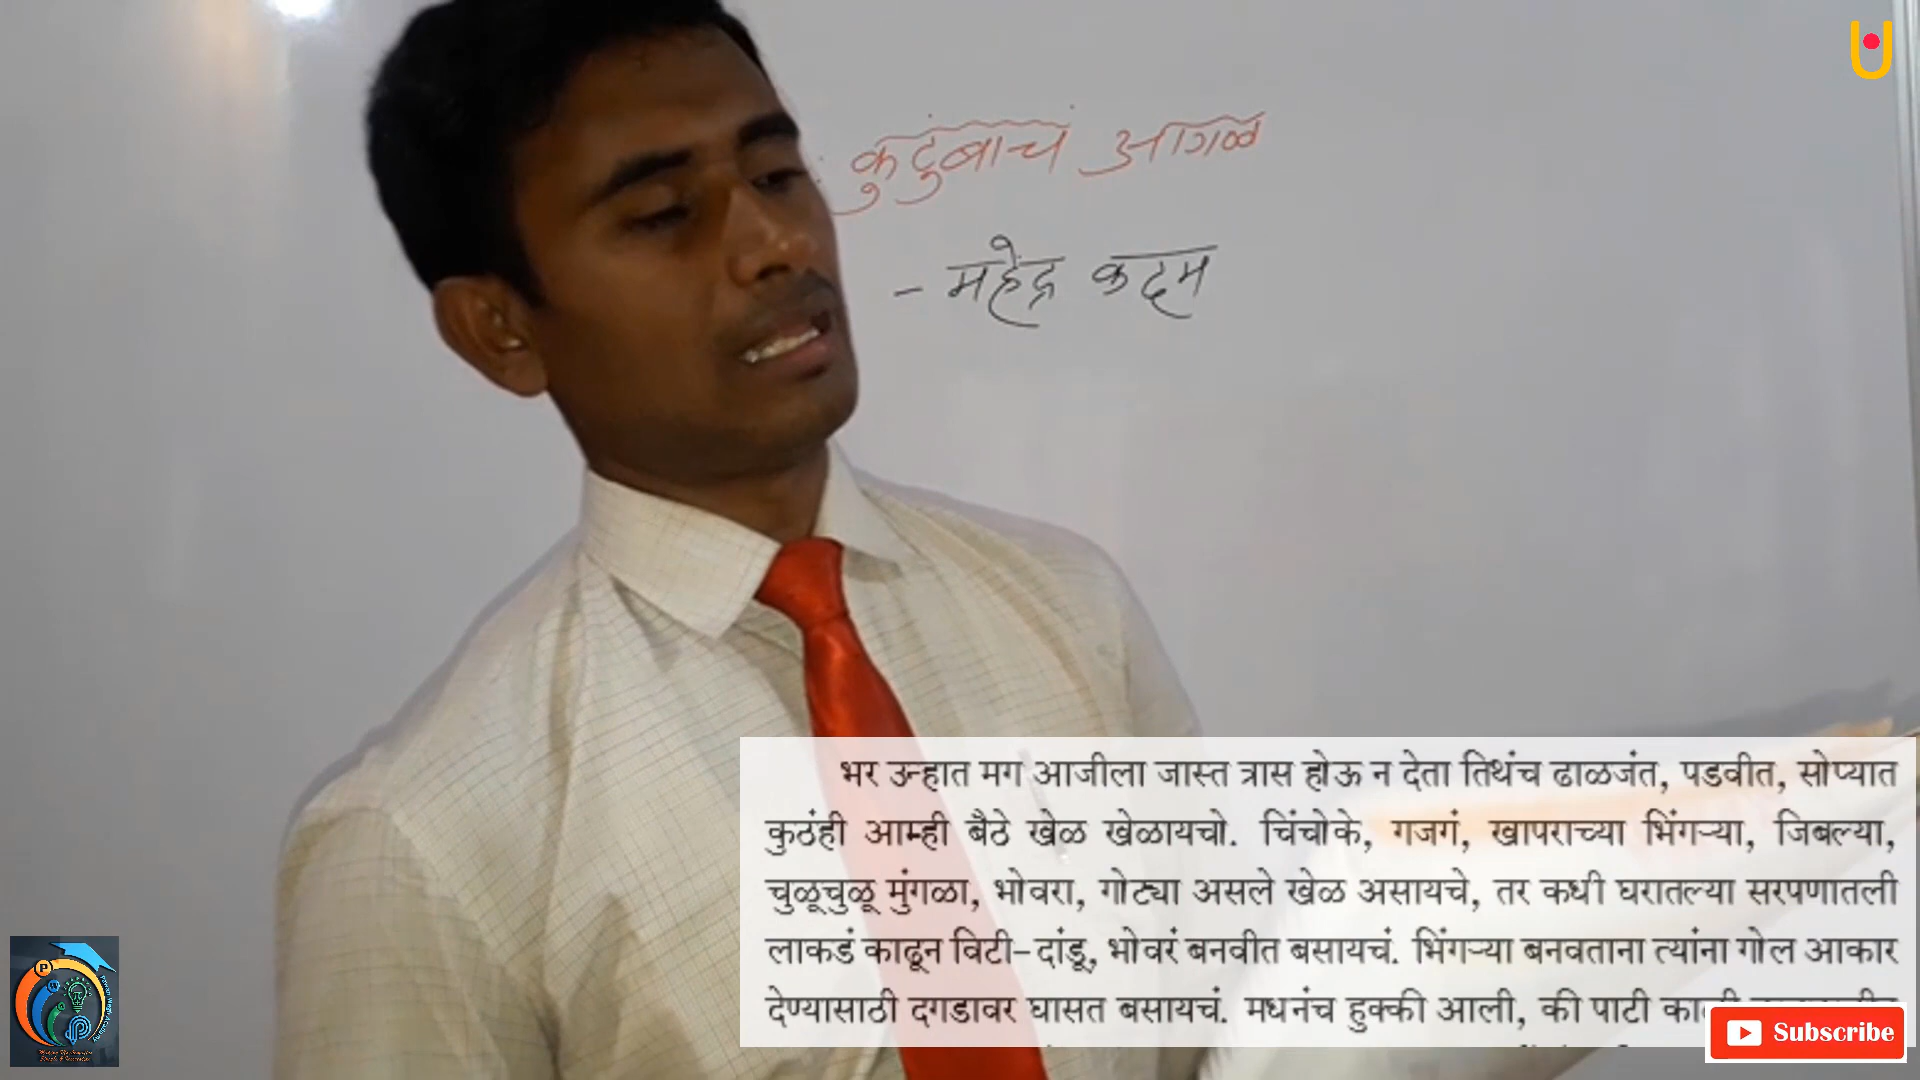 कुटुंबाचं आगळ
- महेंद्र कदम
भर उन्हात मग आजीला जास्त त्रास होऊ न देता तिथंच ढाळजंत, पडवीत, सोप्यात
कुठंही आम्ही बैठे खेळ खेळायचो. चिंचोके, गजगं, खापराच्या भिंगऱ्या, जिबल्या,
चुळूचुळू मुंगळा, भोवरा, गोट्या असले खेळ असायचे, तर कधी घरातल्या सरपणातली
लाकडं काढून विटी-दांडू, भोवरं बनवीत बसायचं. भिंगऱ्या बनवताना त्यांना गोल आकार
देण्यासाठी दगडावर घासत बसायचं. मधनंच हुक्की आली, की पाटी
Subscribe